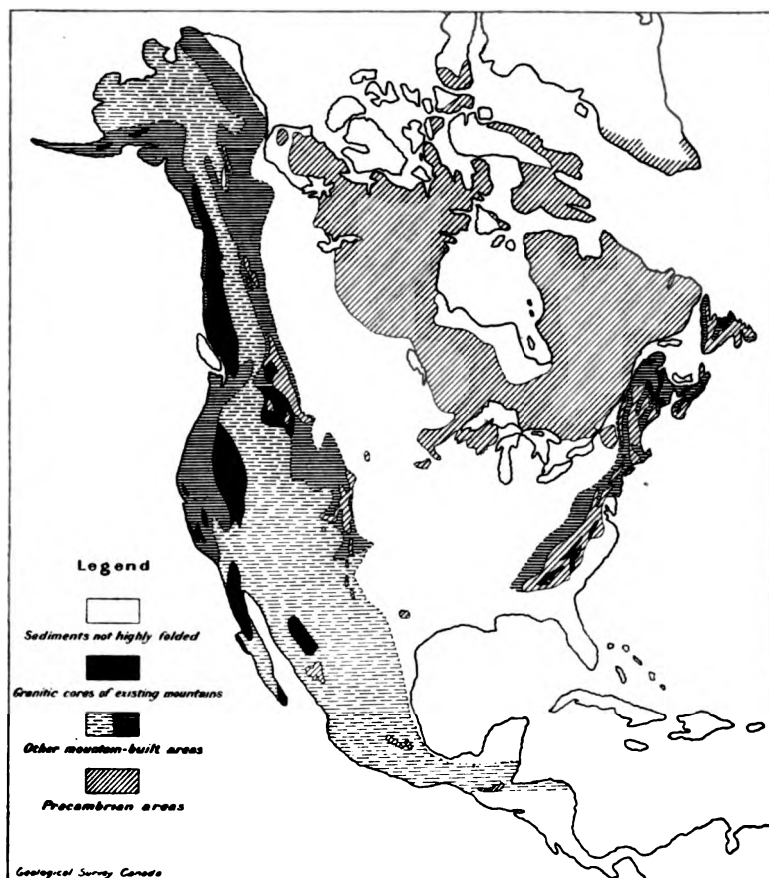 Legend
Sediments not highly folded
Granitic cores of existing mountains
Other mountain-built areas
Precambrian areas
Geological Survey Canada